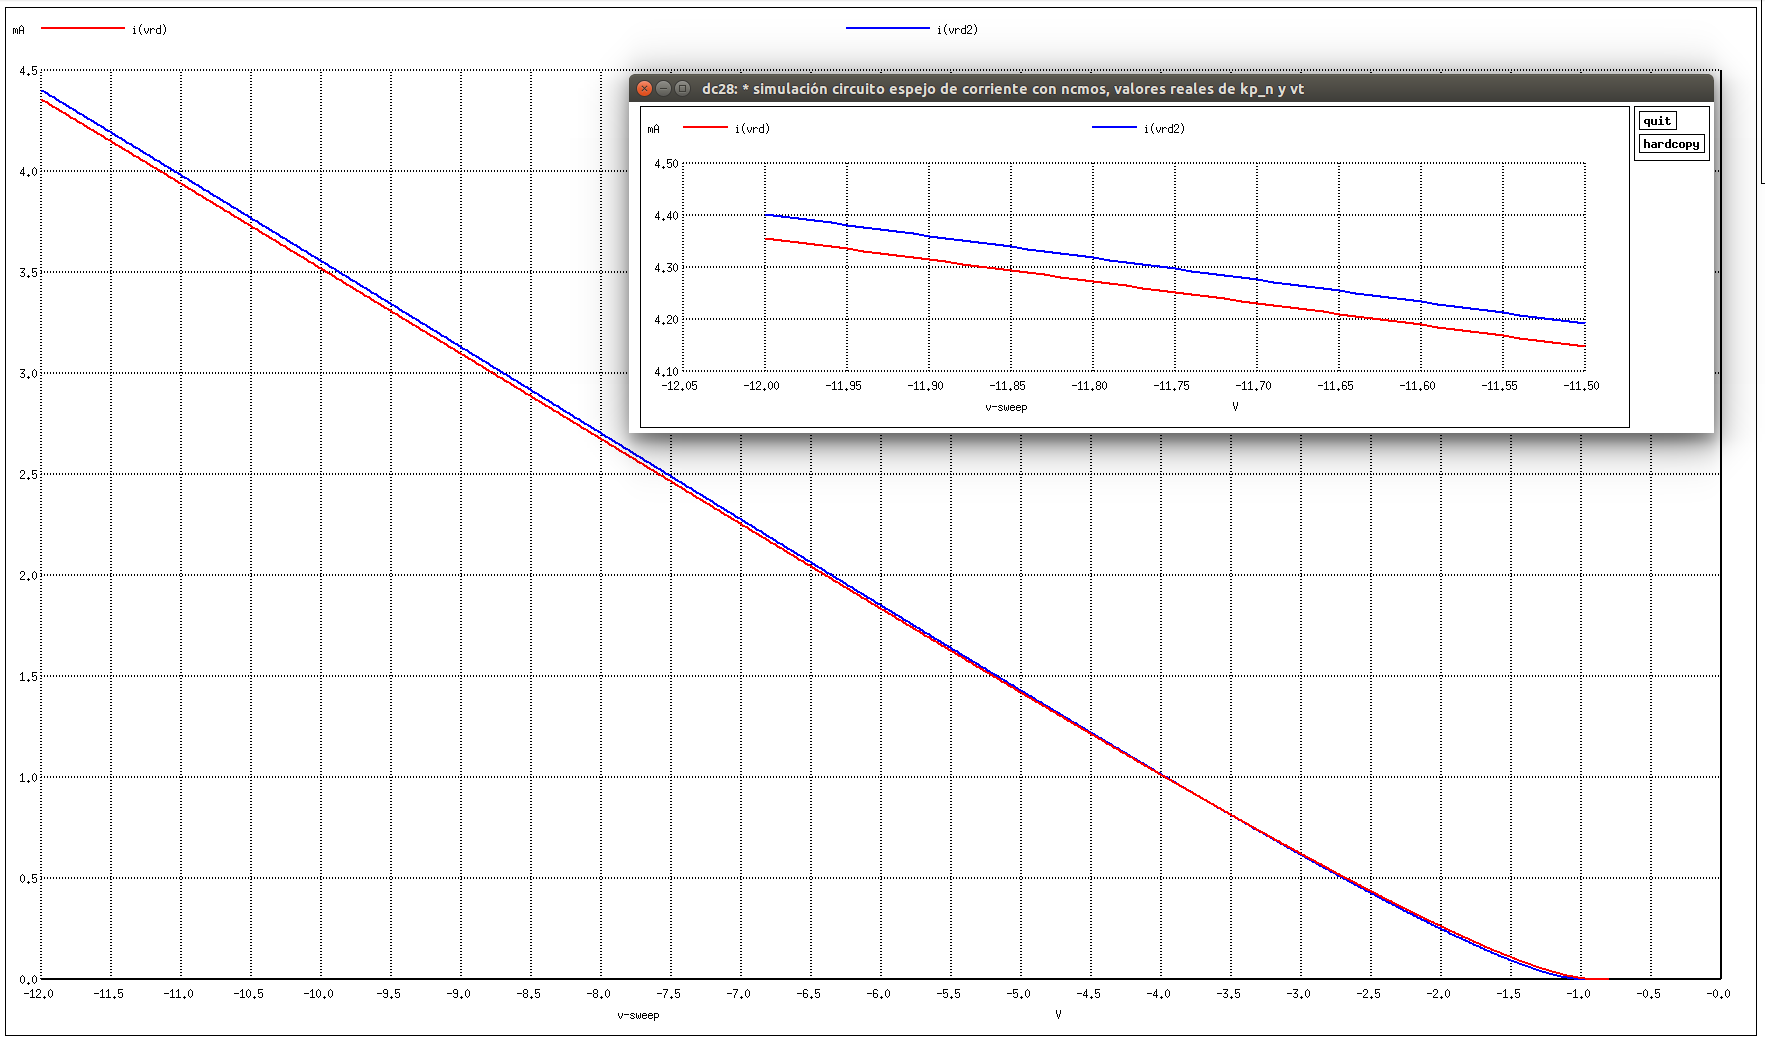 mA i(vrd) i(vrd2)
4.5
4.0
3.5
3.0
2.5
2.0
1.5
1.0
0.5
0.0
-12.0 -11.5 -11.0 -10.5 -10.0 -9.5 -9.0 -8.5 -8.0 -7.5 -7.0 -6.5 -6.0 -5.5 -5.0 -4.5 -4.0 -3.5 -3.0 -2.5 -2.0 -1.5 -1.0 -0.5 -0.0
v-sweep V
dc28: * simulación circuito espejo de corriente con ncmos, valores reales de kp_n y vt
mA i(vrd) i(vrd2)
quit
hardcopy
4.50
4.40
4.30
4.20
4.10
-12.05 -12.00 -11.95 -11.90 -11.85 -11.80 -11.75 -11.70 -11.65 -11.60 -11.55 -11.50
v-sweep V